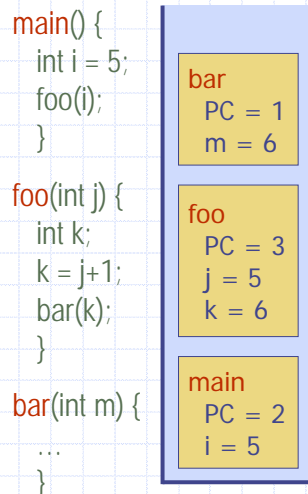 main() {
int i = 5;
foo(i);
}
foo(int j) {
int k;
k = j+1;
bar(k);
}
bar(int m) {
…
}
bar
PC = 1
m = 6
foo
PC = 3
j = 5
k = 6
main
PC = 2
i = 5